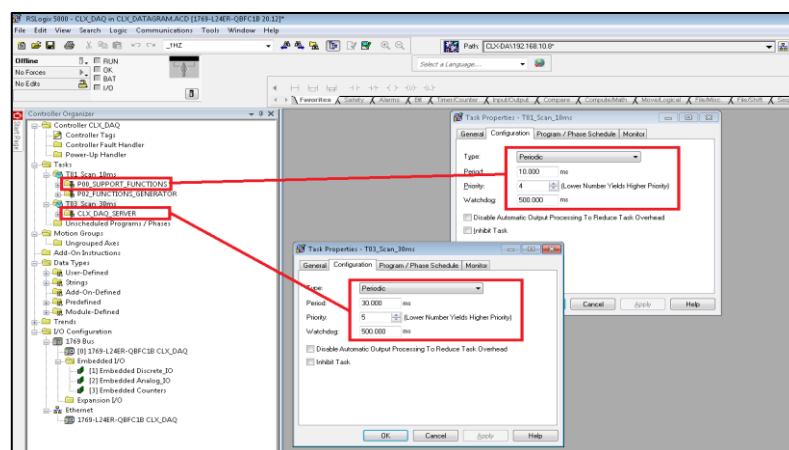 RSLogix 5000 - CLX_DAQ in CLX_DATAGRAM.ACD [1769-L24ER-QBFC1B 20.12]*
File Edit View Search Logic Communications Tools Window Help
_1HZ
Path: CLX-DA\192.168.10.8*
Offline
RUN
No Forces
OK
No Edits
BAT
I/O
Select a Language...
Favorites
Safety
Alarms
Bit
Timer/Counter
Input/Output
Compare
Compute/Math
Move/Logical
File/Misc.
File/Shift
Controller Organizer
Start Page
Controller CLX_DAQ
Controller Tags
Controller Fault Handler
Power-Up Handler
Tasks
T01_Scan_10ms
P00_SUPPORT_FUNCTIONS
P02_FUNCTIONS_GENERATOR
T03_Scan_30ms
CLX_DAQ_SERVER
Unscheduled Programs / Phases
Motion Groups
Ungrouped Axes
Add-On Instructions
Data Types
User-Defined
Strings
Add-On-Defined
Predefined
Module-Defined
Trends
I/O Configuration
1769 Bus
[0] 1769-L24ER-QBFC1B CLX_DAQ
Embedded I/O
[1] Embedded Discrete_IO
[2] Embedded Analog_IO
[3] Embedded Counters
Expansion I/O
Ethernet
1769-L24ER-QBFC1B CLX_DAQ
Task Properties - T01_Scan_10ms
General Configuration Program / Phase Schedule Monitor
Type: Periodic
Period: 10.000 ms
Priority: 4 (Lower Number Yields Higher Priority)
Watchdog: 500.000 ms
Disable Automatic Output Processing To Reduce Task Overhead
Inhibit Task
Cancel Apply Help
Task Properties - T03_Scan_30ms
General Configuration Program / Phase Schedule Monitor
Type: Periodic
Period: 30.000 ms
Priority: 5 (Lower Number Yields Higher Priority)
Watchdog: 500.000 ms
Disable Automatic Output Processing To Reduce Task Overhead
Inhibit Task
OK Cancel Apply Help